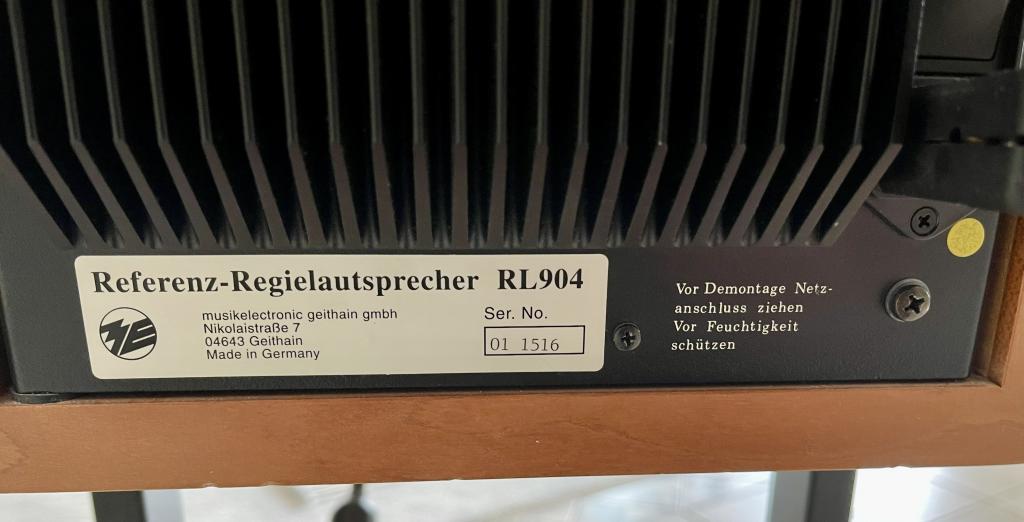 Referenz-Regielautsprecher RL904
musikelectronic geithain gmbh
Nikolaistraße 7
04643 Geithain
Made in Germany
Ser. No.
01 1516
Vor Demontage Netz-
anschluss ziehen
Vor Feuchtigkeit
schützen